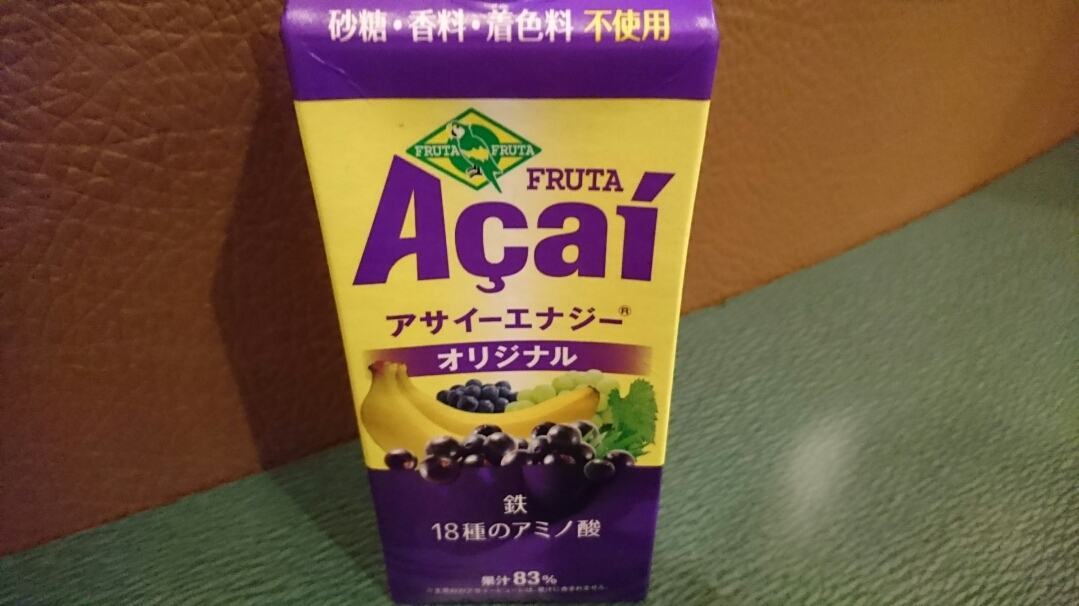 砂糖・香料・着色料 不使用
FRUTA FRUTA
FRUTA
Açaí
アサイーエナジー®
オリジナル
鉄
18種のアミノ酸
果汁83%